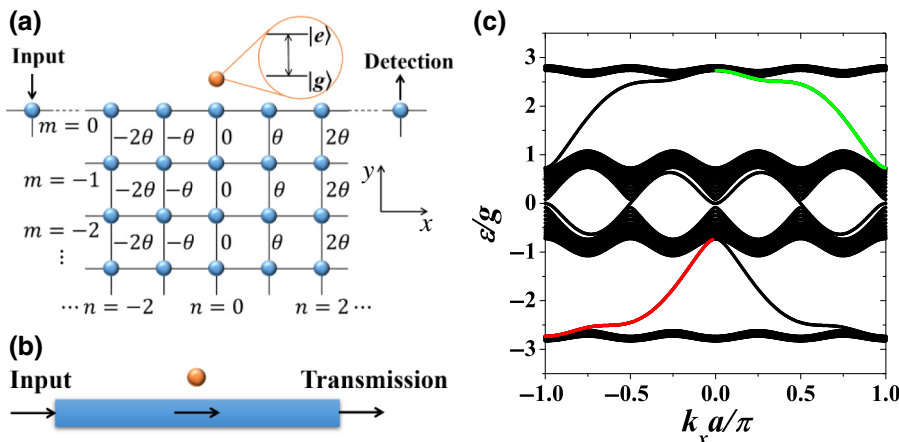 (a)
|e⟩
|g⟩
Input
Detection
m = 0
−2θ −θ 0 θ 2θ
m = −1
−2θ −θ 0 θ 2θ
m = −2
−2θ −θ 0 θ 2θ
⋮
⋯ n = −2 n = 0 n = 2 ⋯
y
x
(b)
Input
Transmission
(c)
3
2
1
0
−1
−2
−3
ε/g
-1.0 -0.5 0.0 0.5 1.0
kₓa/π